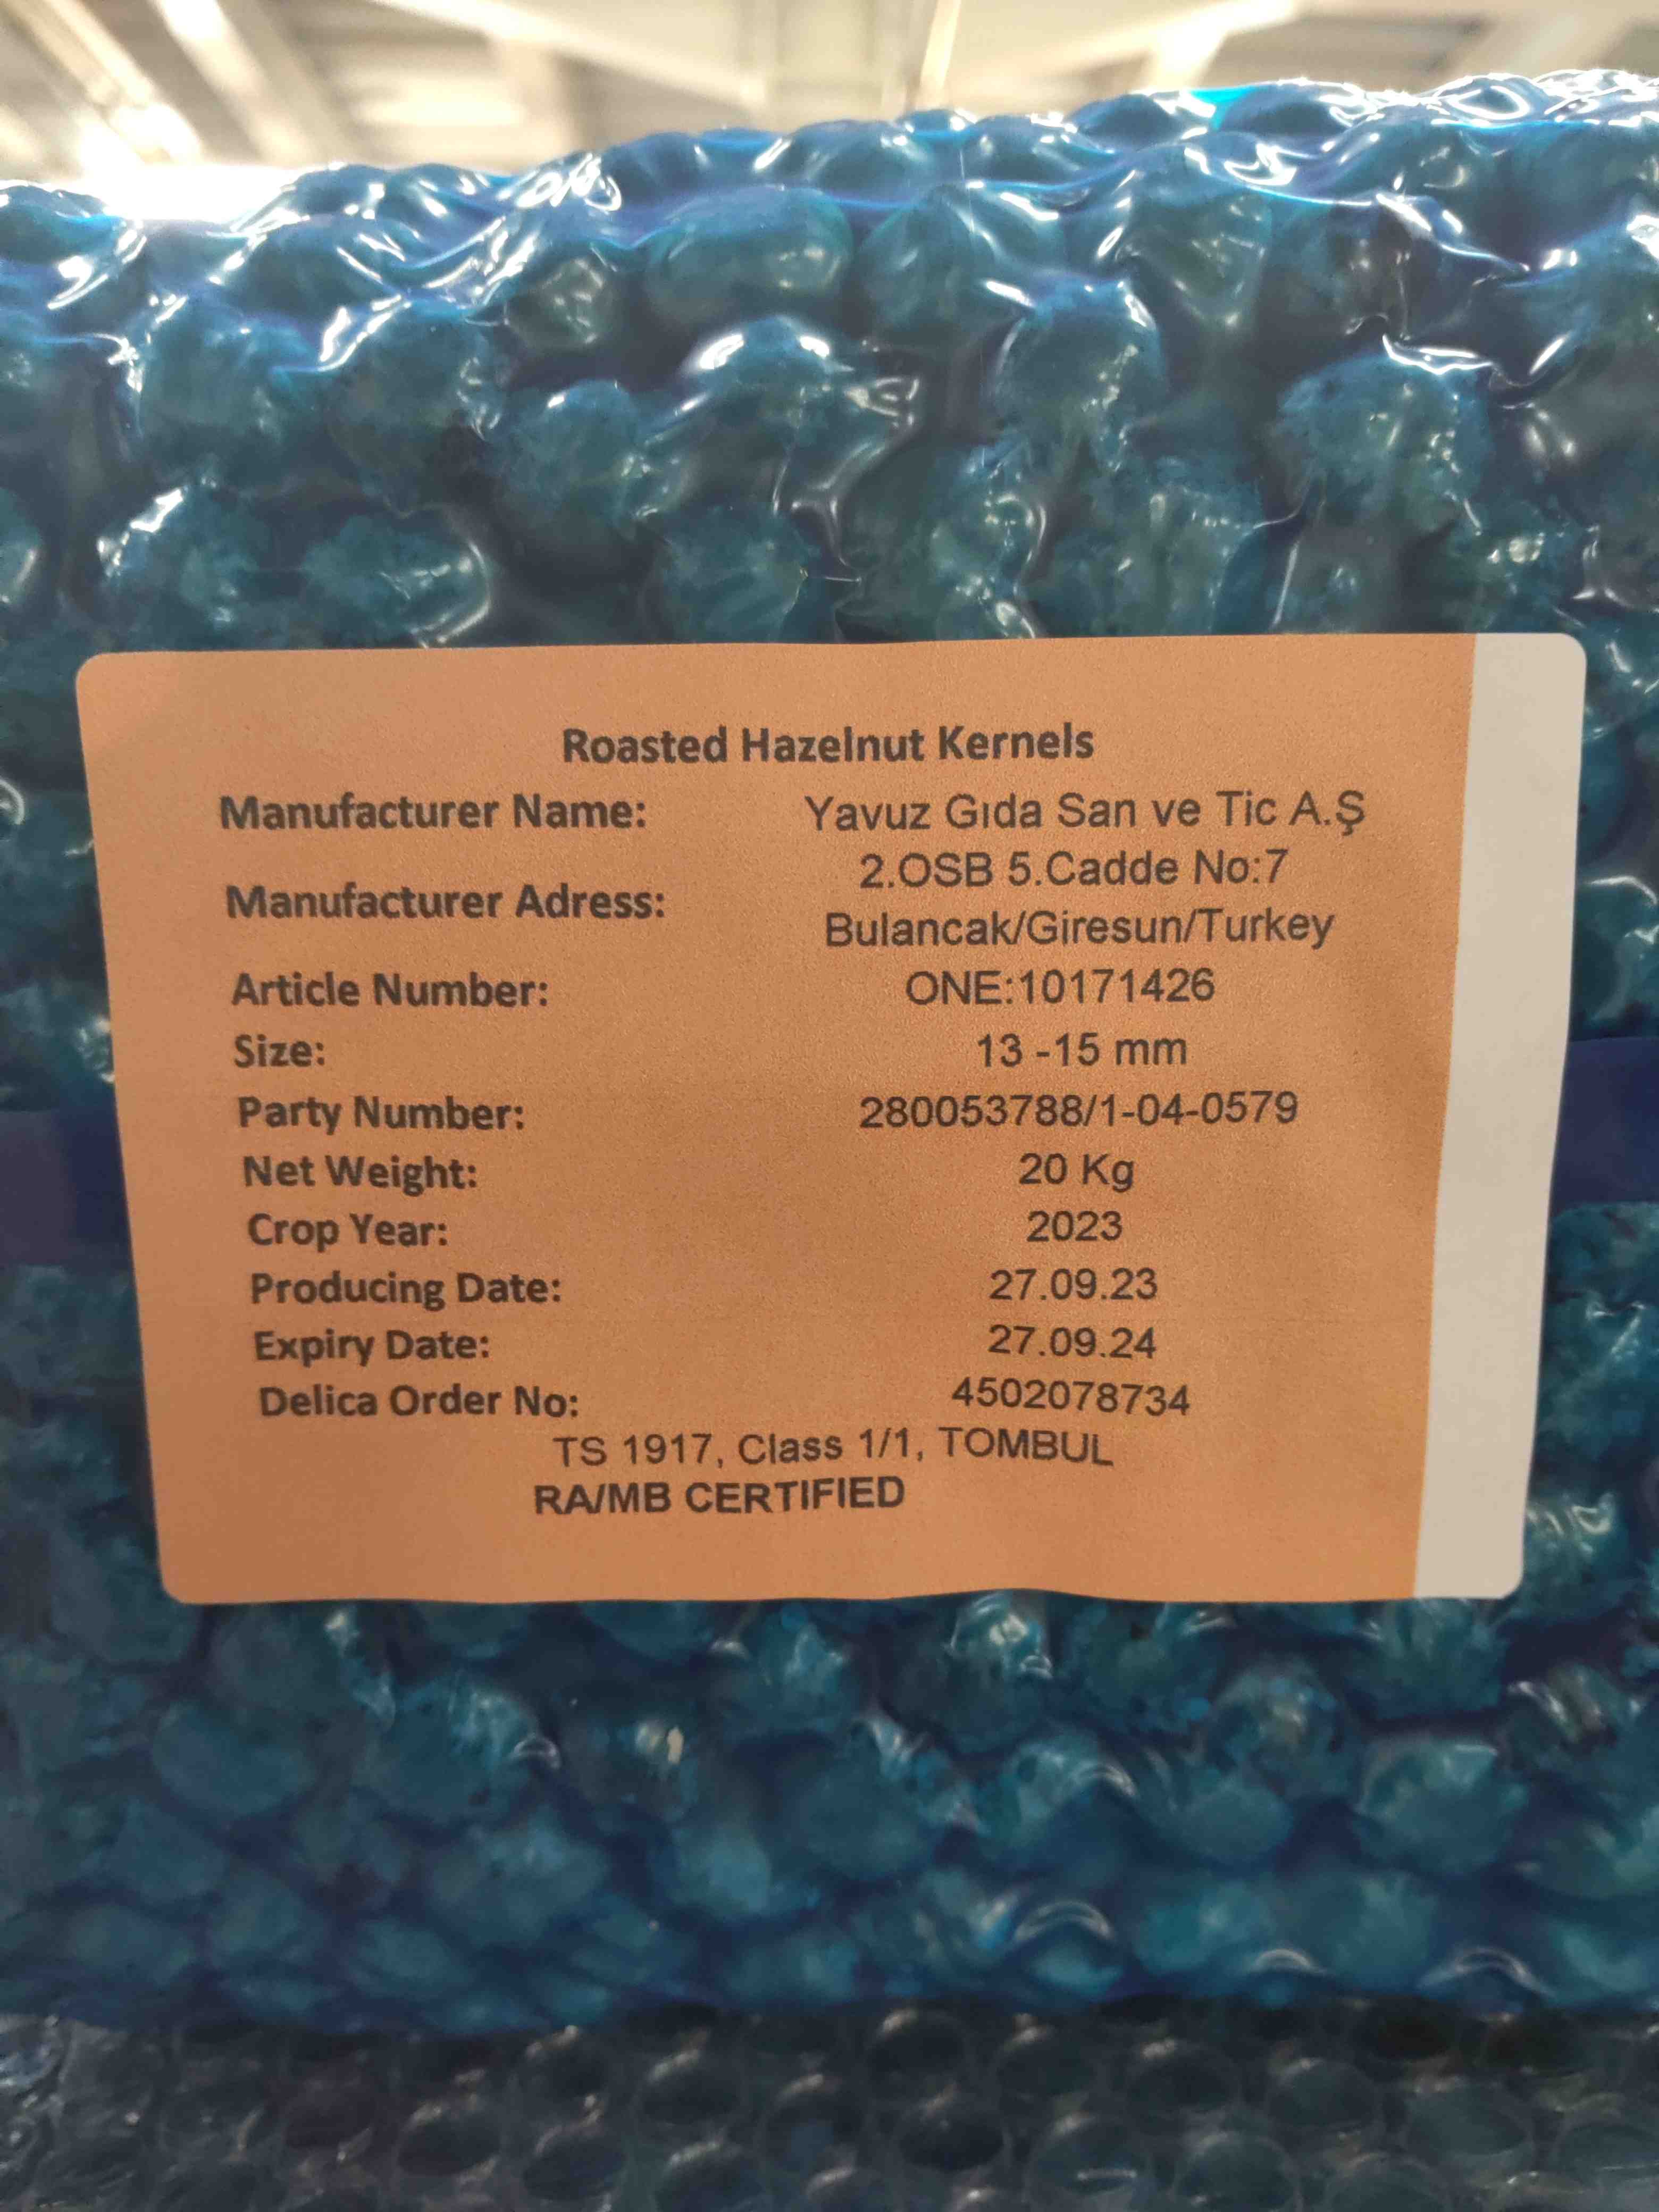 Roasted Hazelnut Kernels
Manufacturer Name: Yavuz Gıda San ve Tic A.Ş
Manufacturer Adress: 2.OSB 5.Cadde No:7
Bulancak/Giresun/Turkey
Article Number: ONE:10171426
Size: 13 -15 mm
Party Number: 280053788/1-04-0579
Net Weight: 20 Kg
Crop Year: 2023
Producing Date: 27.09.23
Expiry Date: 27.09.24
Delica Order No: 4502078734
TS 1917, Class 1/1, TOMBUL
RA/MB CERTIFIED